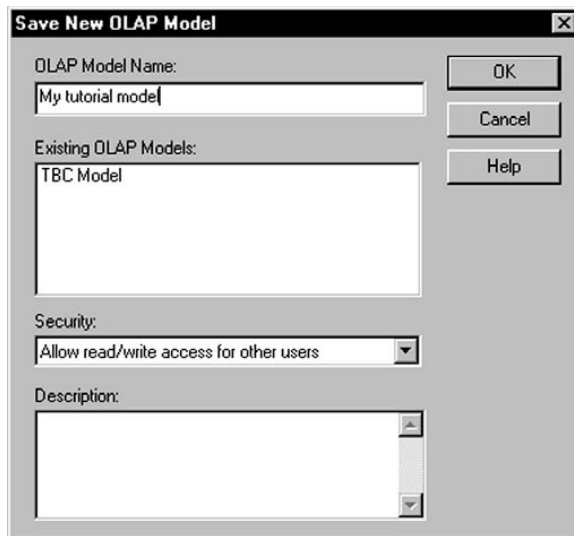 Save New OLAP Model
OLAP Model Name:
My tutorial model
OK
Cancel
Existing OLAP Models:
Help
TBC Model
Security:
Allow read/write access for other users
Description: